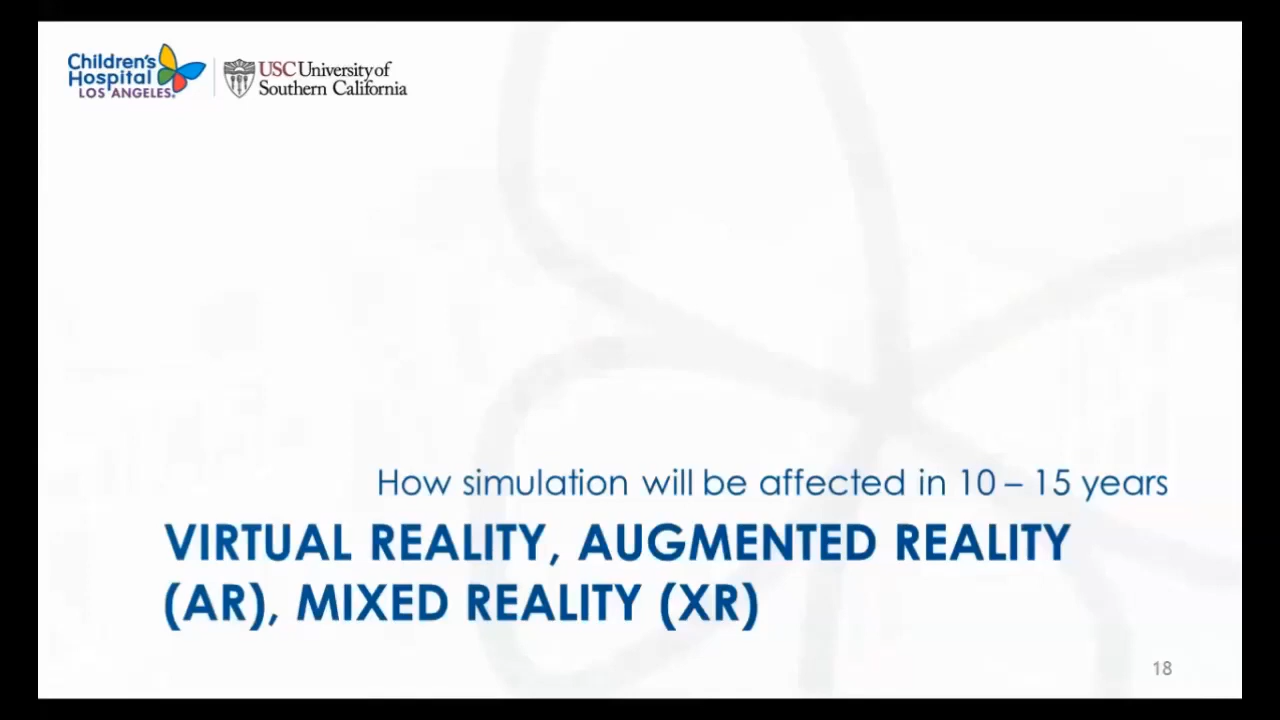 Children's
Hospital
LOS ANGELES.
USC University of
Southern California
How simulation will be affected in 10 – 15 years
VIRTUAL REALITY, AUGMENTED REALITY
(AR), MIXED REALITY (XR)
18